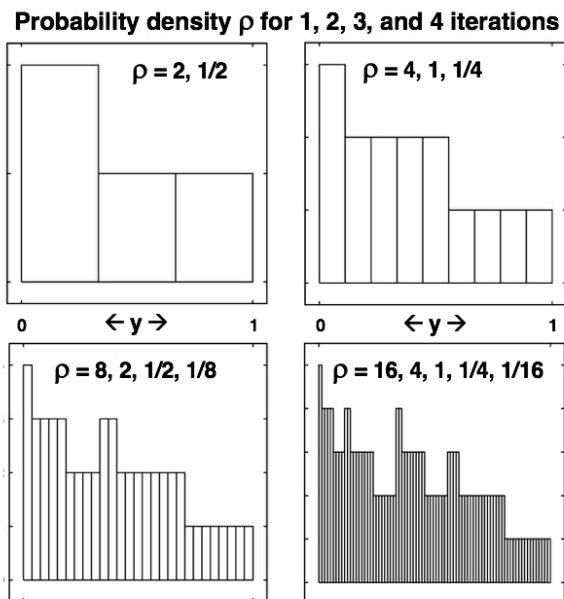 Probability density ρ for 1, 2, 3, and 4 iterations
ρ = 2, 1/2
ρ = 4, 1, 1/4
0 ← y → 1
0 ← y → 1
ρ = 8, 2, 1/2, 1/8
ρ = 16, 4, 1, 1/4, 1/16